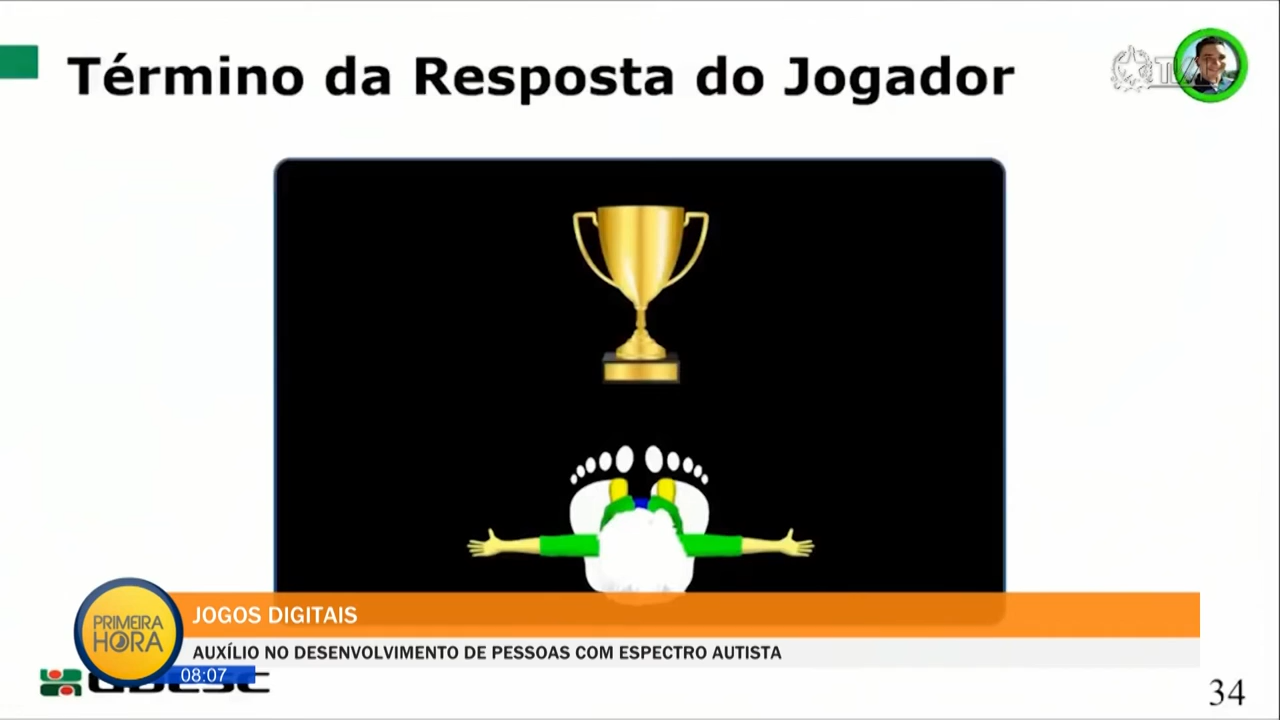 Término da Resposta do Jogador
PRIMEIRA
HORA
JOGOS DIGITAIS
AUXÍLIO NO DESENVOLVIMENTO DE PESSOAS COM ESPECTRO AUTISTA
08:07
34